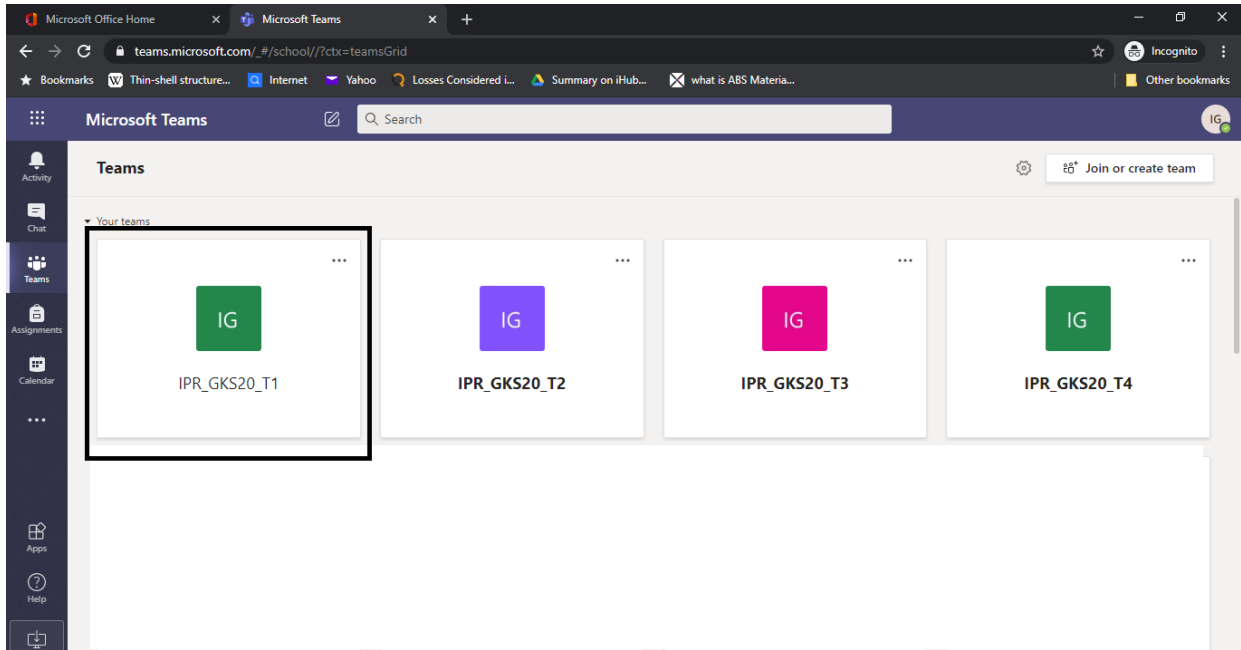 Microsoft Office Home
Microsoft Teams
teams.microsoft.com/_#/school//?ctx=teamsGrid
Incognito
Bookmarks
W Thin-shell structure...
Internet
Yahoo
Losses Considered i...
Summary on iHub...
what is ABS Materia...
Other bookmarks
Microsoft Teams
Search
IG
Activity
Chat
Teams
Assignments
Calendar
Apps
Help
Teams
Join or create team
Your teams
IG
IPR_GKS20_T1
IG
IPR_GKS20_T2
IG
IPR_GKS20_T3
IG
IPR_GKS20_T4